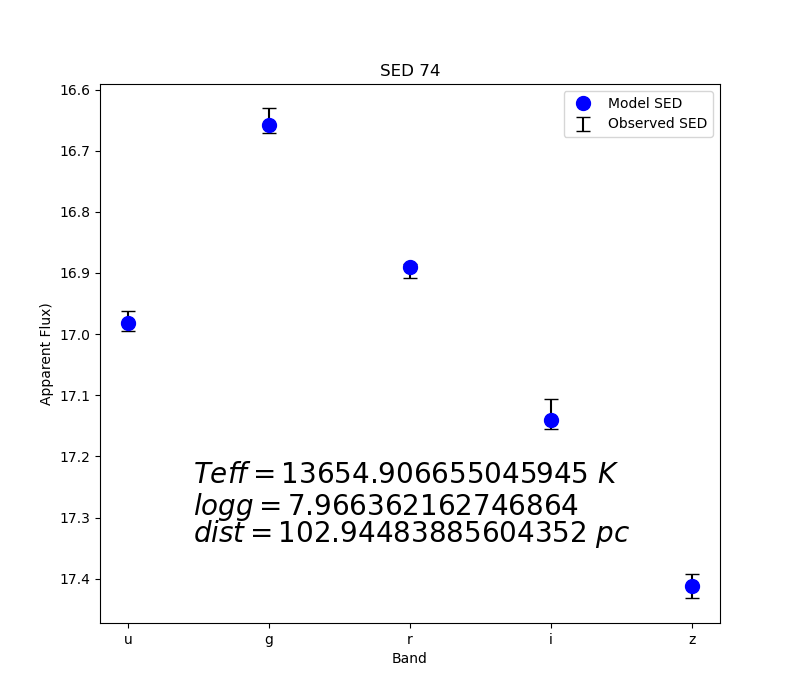 SED 74
Model SED
Observed SED
16.6
16.7
16.8
16.9
17.0
17.1
17.2
17.3
17.4
Apparent Flux)
Teff = 13654.906655045945 K
logg = 7.966362162746864
dist = 102.94483885604352 pc
u g r i z
Band